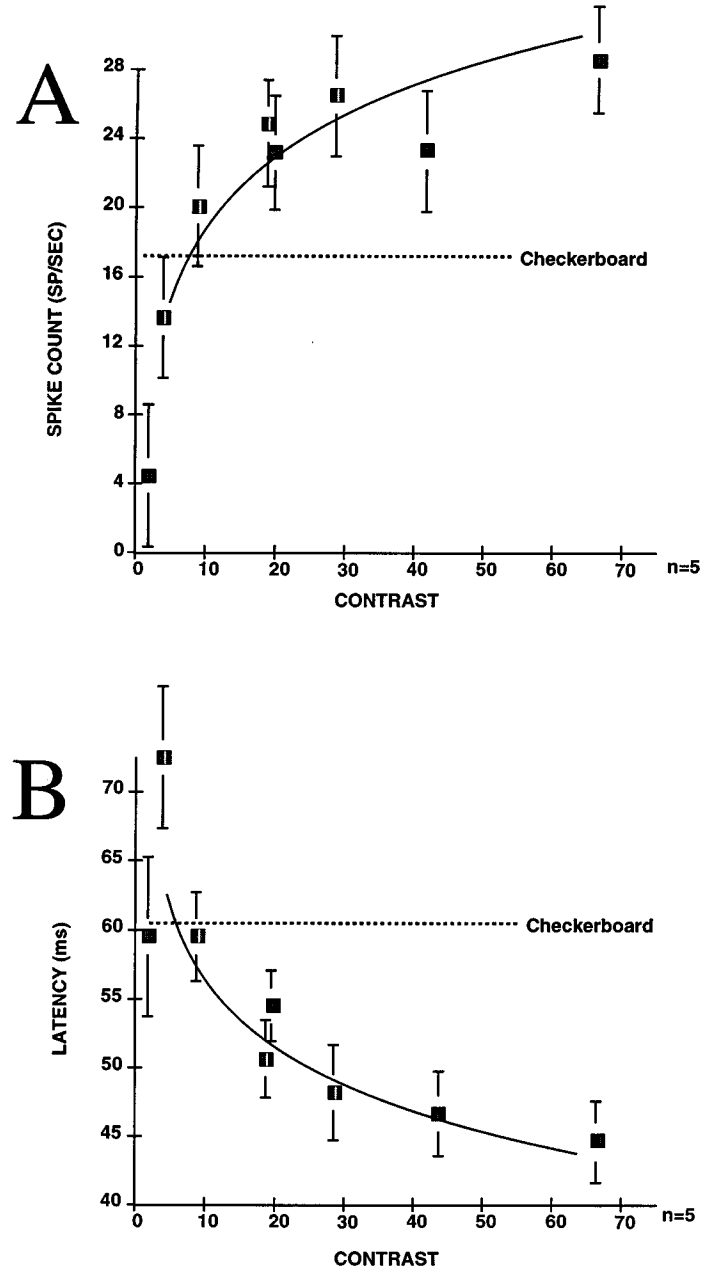 A
28
24
20
16
12
8
4
0
SPIKE COUNT (SP/SEC)
Checkerboard
0 10 20 30 40 50 60 70 n=5
CONTRAST
B
70
65
60
55
50
45
40
LATENCY (ms)
Checkerboard
0 10 20 30 40 50 60 70 n=5
CONTRAST